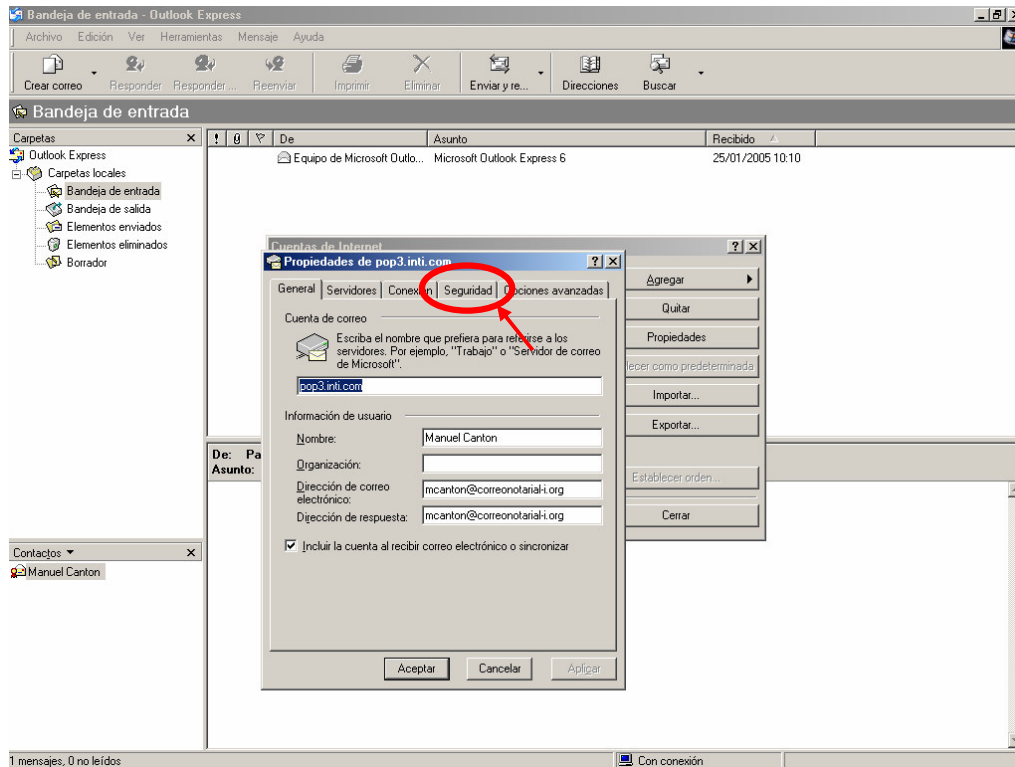 Bandeja de entrada - Outlook Express
Archivo Edición Ver Herramientas Mensaje Ayuda
Crear correo Responder Responder... Reenviar Imprimir Eliminar Enviar y re... Direcciones Buscar
Bandeja de entrada
Carpetas
De Asunto Recibido
Outlook Express
Equipo de Microsoft Outlo... Microsoft Outlook Express 6 25/01/2005 10:10
Carpetas locales
Bandeja de entrada
Bandeja de salida
Elementos enviados
Elementos eliminados
Borrador
Cuentas de Internet
Propiedades de pop3.inti.com
General Servidores Conexión Seguridad Opciones avanzadas
Cuenta de correo
Escriba el nombre que prefiera para referirse a los
servidores. Por ejemplo, "Trabajo" o "Servidor de correo
de Microsoft".
pop3.inti.com
Información de usuario
Nombre: Manuel Canton
Organización:
Dirección de correo
electrónico: mcanton@correonotarial-i.org
Dirección de respuesta: mcanton@correonotarial-i.org
Incluir la cuenta al recibir correo electrónico o sincronizar
Aceptar Cancelar Aplicar
Agregar
Quitar
Propiedades
lecer como predeterminada
Importar...
Exportar...
Establecer orden...
Cerrar
De: Pa
Asunto:
Contactos
Manuel Canton
1 mensajes, 0 no leídos
Con conexión